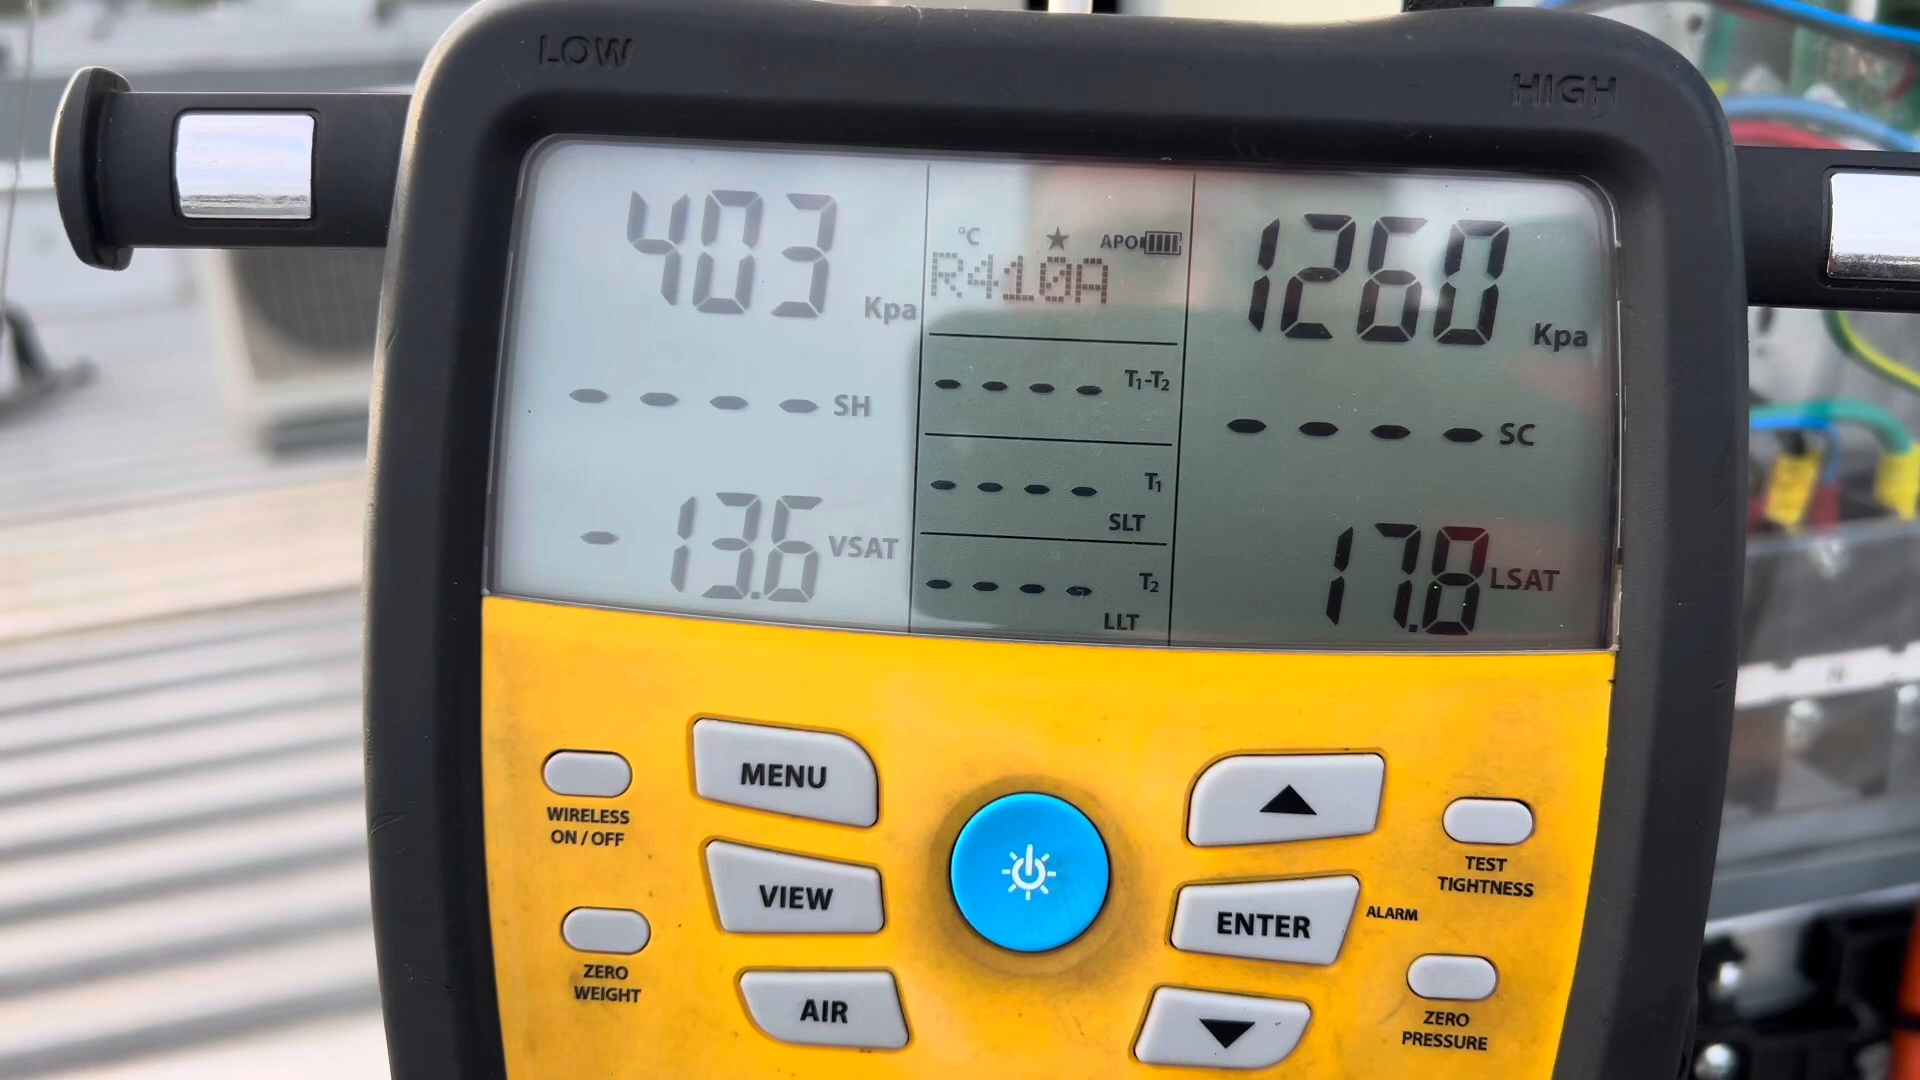 LOW
HIGH
403 Kpa
°C ★ APO
R410A
1260 Kpa
- - - - SH
- - - - T1-T2
- - - - SC
- - - - T1
SLT
-13.6 VSAT
- - - - T2
LLT
17.8 LSAT
MENU
WIRELESS
ON / OFF
VIEW
TEST
TIGHTNESS
ENTER
ALARM
ZERO
WEIGHT
AIR
ZERO
PRESSURE